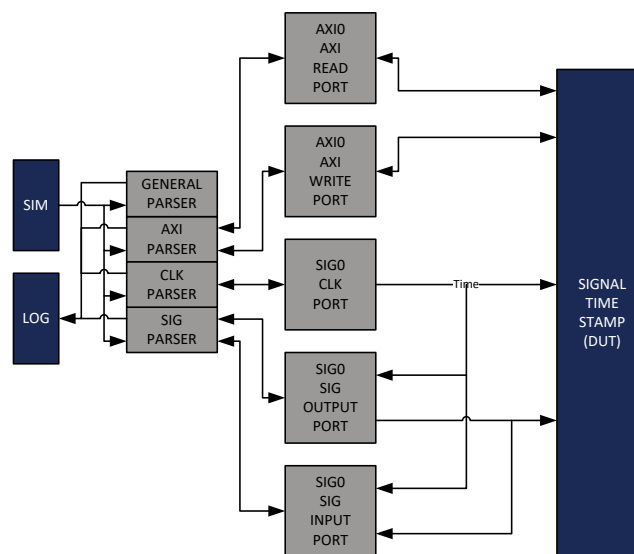 SIM
LOG
GENERAL
PARSER
AXI
PARSER
CLK
PARSER
SIG
PARSER
AXI0
AXI
READ
PORT
AXI0
AXI
WRITE
PORT
SIG0
CLK
PORT
SIG0
SIG
OUTPUT
PORT
SIG0
SIG
INPUT
PORT
Time
SIGNAL
TIME
STAMP
(DUT)